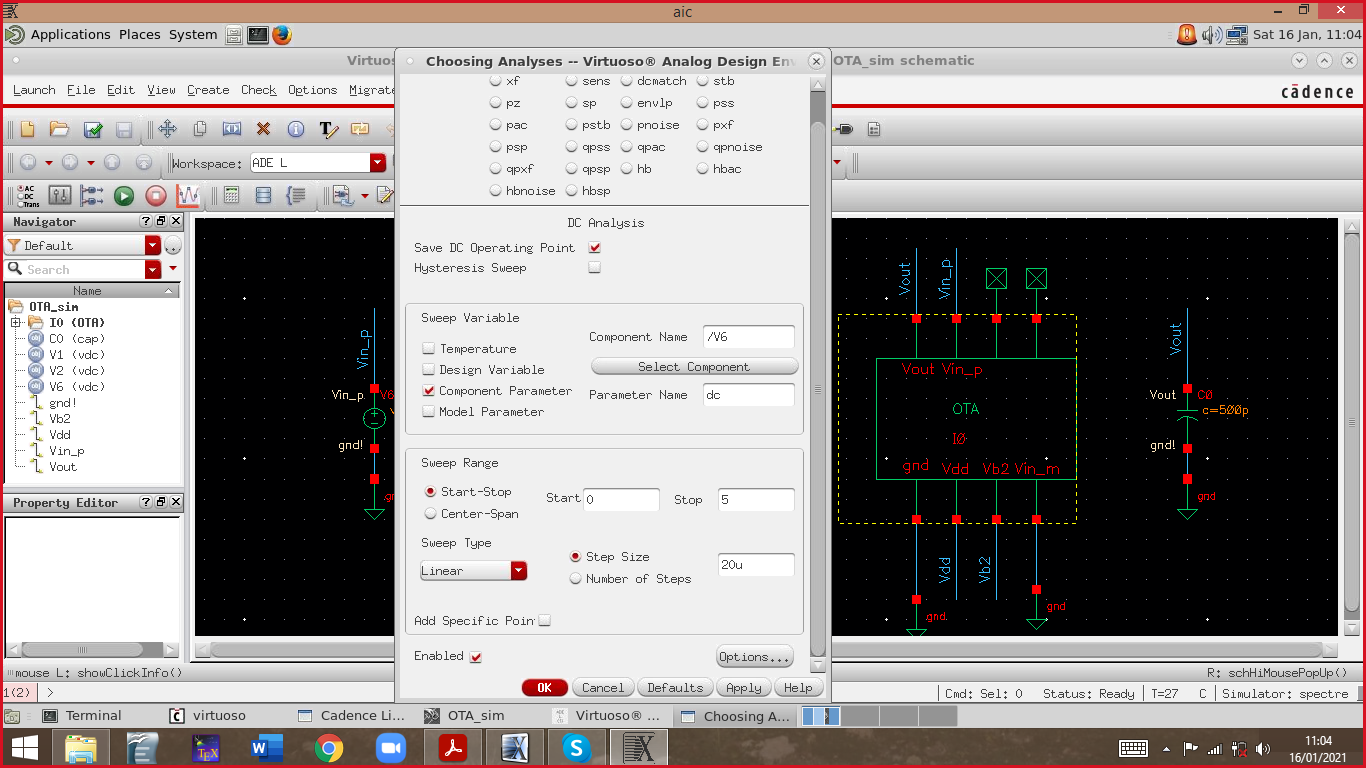 aic
Applications Places System Sat 16 Jan, 11:04
Virtuos Choosing Analyses -- Virtuoso® Analog Design En OTA_sim schematic
Launch File Edit View Create Check Options Migrate cādence
Workspace: ADE L
AC
DC
Trans
xf sens dcmatch stb
pz sp envlp pss
pac pstb pnoise pxf
psp qpss qpac qpnoise
qpxf qpsp hb hbac
hbnoise hbsp
Navigator
Default
Search
Name
OTA_sim
I0 (OTA)
C0 (cap)
V1 (vdc)
V2 (vdc)
V6 (vdc)
gnd!
Vb2
Vdd
Vin_p
Vout
Property Editor
Vin_p
Vin_p V6
gnd!
DC Analysis
Save DC Operating Point
Hysteresis Sweep
Sweep Variable
Temperature
Design Variable
Component Parameter
Model Parameter
Component Name /V6
Select Component
Parameter Name dc
Sweep Range
Start-Stop Start 0 Stop 5
Center-Span
Sweep Type
Linear
Step Size 20u
Number of Steps
Add Specific Poin
Enabled Options...
OK Cancel Defaults Apply Help
Vout Vin_p
Vout Vin_p
OTA
I0
gnd Vdd Vb2 Vin_m
Vdd Vb2
gnd gnd
Vout
Vout C0
c=500p
gnd!
gnd
mouse L: showClickInfo() R: schHiMousePopUp()
1(2) > Cmd: Sel: 0 Status: Ready T=27 C Simulator: spectre
Terminal virtuoso Cadence Li... OTA_sim Virtuoso® ... Choosing A...
11:04
16/01/2021